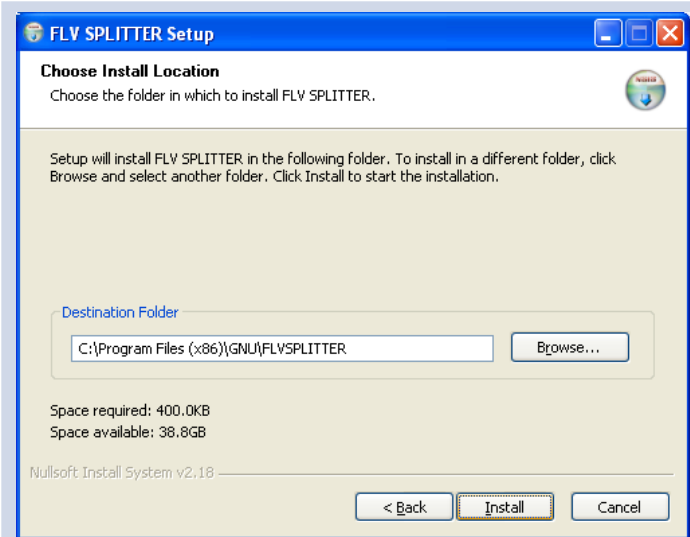 FLV SPLITTER Setup
Choose Install Location
Choose the folder in which to install FLV SPLITTER.
Setup will install FLV SPLITTER in the following folder. To install in a different folder, click
Browse and select another folder. Click Install to start the installation.
Destination Folder
C:\Program Files (x86)\GNU\FLVSPLITTER
Browse...
Space required: 400.0KB
Space available: 38.8GB
Nullsoft Install System v2.18
< Back
Install
Cancel